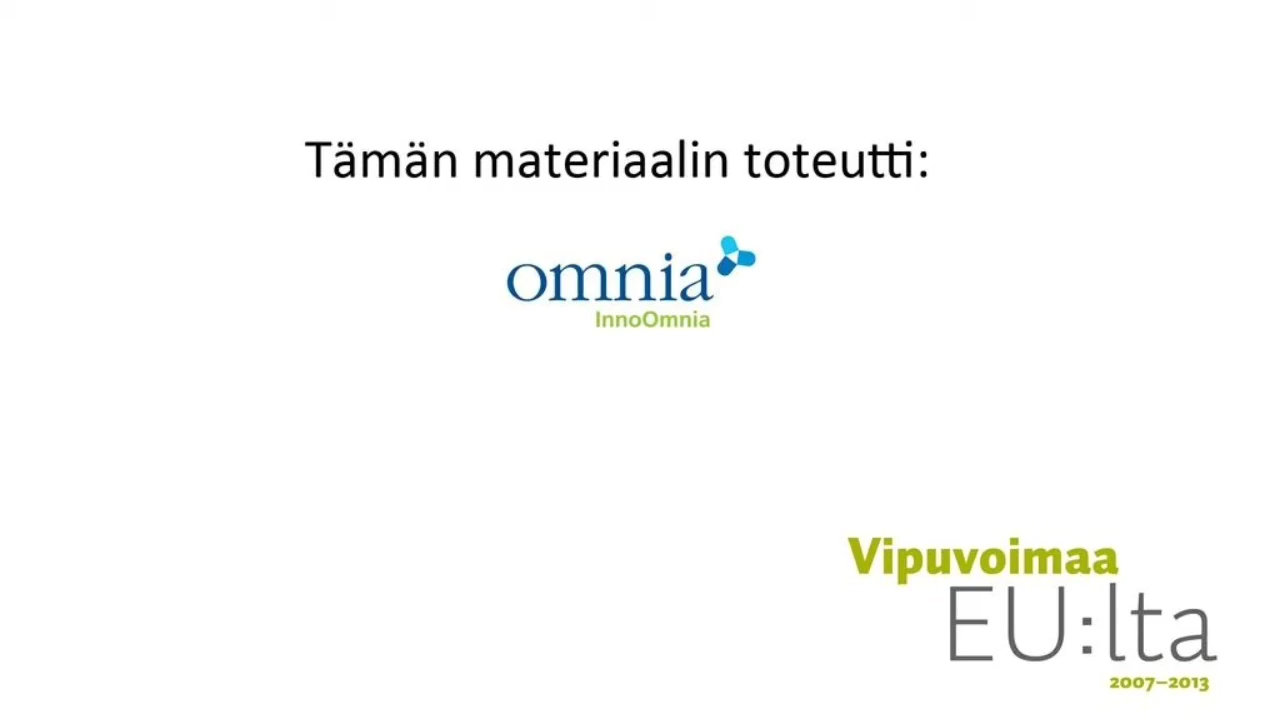 Tämän materiaalin toteutti:
omnia
InnoOmnia
Vipuvoimaa
EU:lta
2007–2013